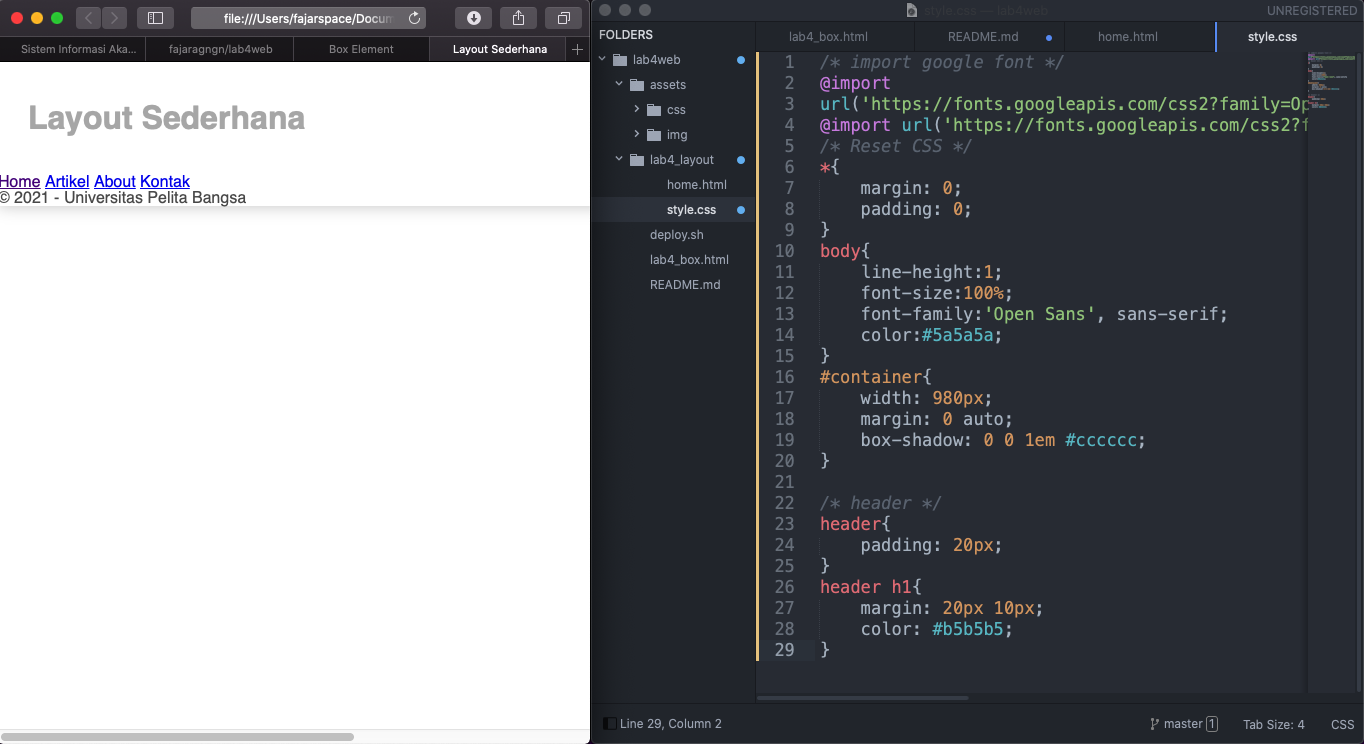 file:///Users/fajarspace/Docum
Sistem Informasi Aka...
fajaragngn/lab4web
Box Element
Layout Sederhana
Layout Sederhana
Home Artikel About Kontak
© 2021 - Universitas Pelita Bangsa
style.css — lab4web
UNREGISTERED
FOLDERS
lab4web
assets
css
img
lab4_layout
home.html
style.css
deploy.sh
lab4_box.html
README.md
lab4_box.html
README.md
home.html
style.css
1 /* import google font */
2 @import
3 url('https://fonts.googleapis.com/css2?family=Op
4 @import url('https://fonts.googleapis.com/css2?f
5 /* Reset CSS */
6 *{
7 margin: 0;
8 padding: 0;
9 }
10 body{
11 line-height:1;
12 font-size:100%;
13 font-family:'Open Sans', sans-serif;
14 color:#5a5a5a;
15 }
16 #container{
17 width: 980px;
18 margin: 0 auto;
19 box-shadow: 0 0 1em #cccccc;
20 }
21
22 /* header */
23 header{
24 padding: 20px;
25 }
26 header h1{
27 margin: 20px 10px;
28 color: #b5b5b5;
29 }
Line 29, Column 2
master 1
Tab Size: 4
CSS